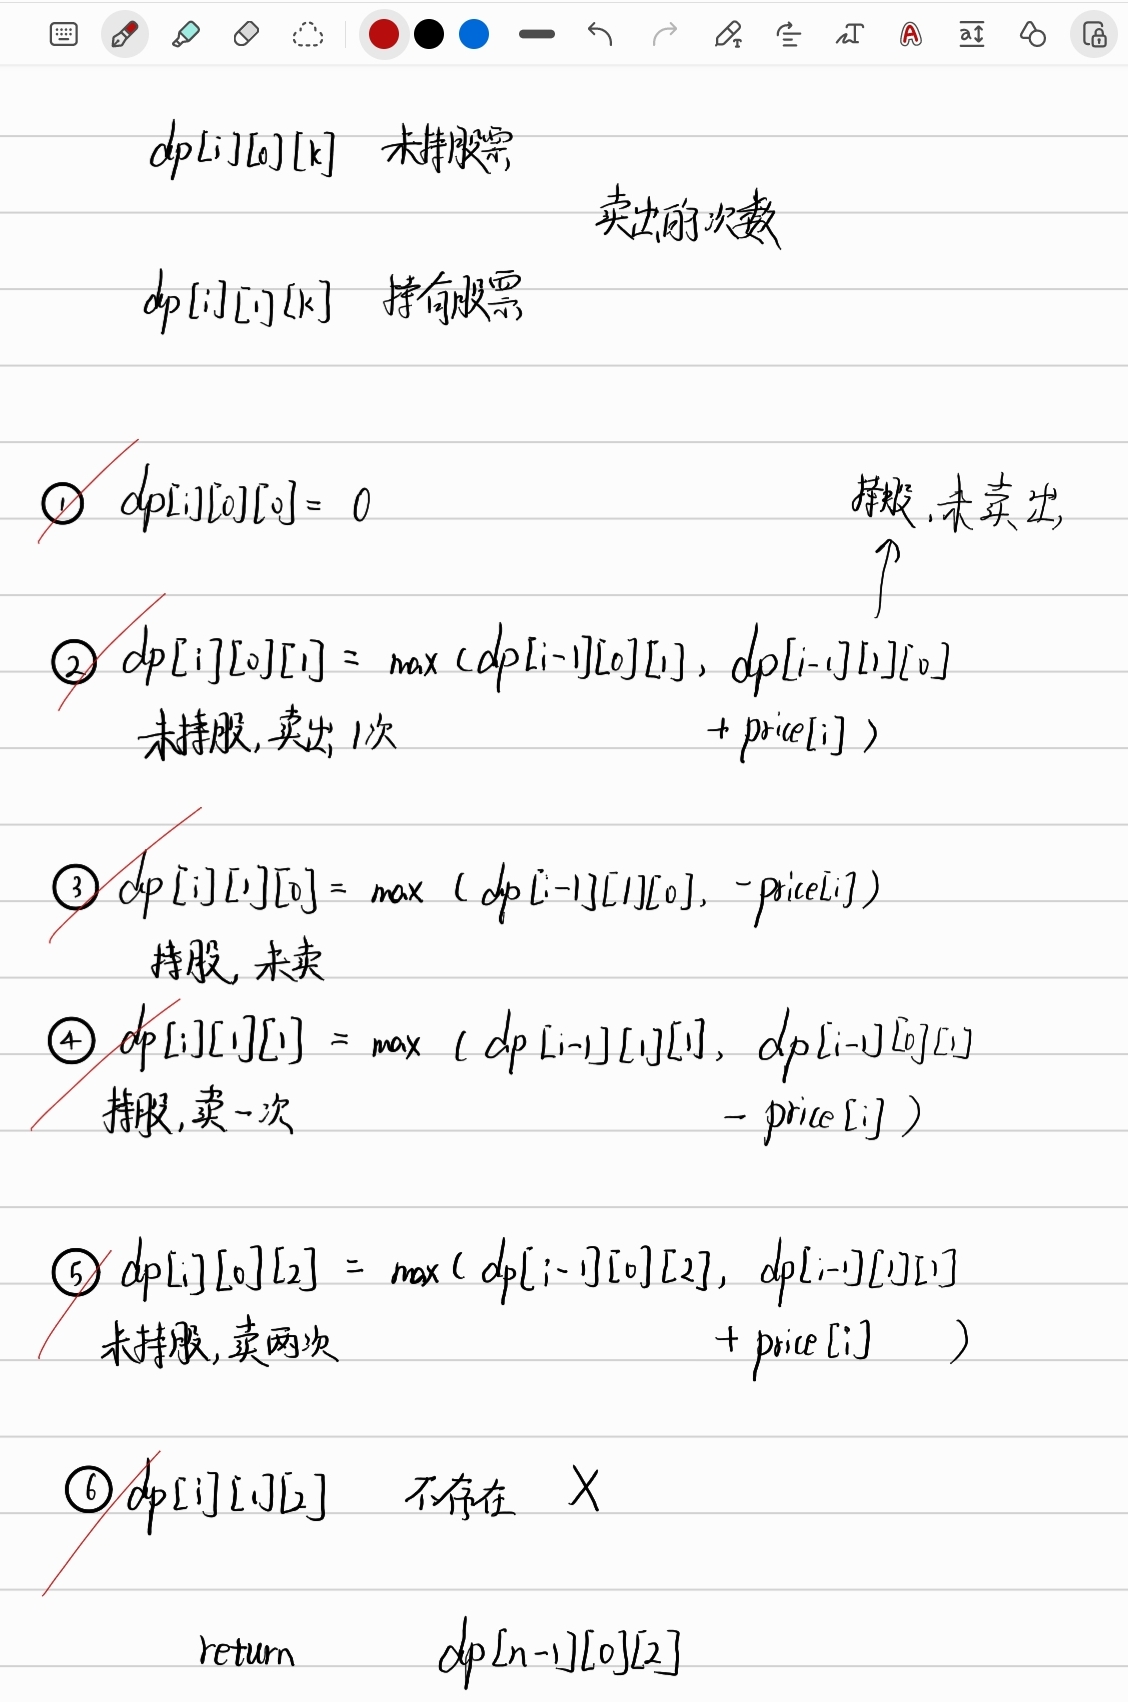 dp[i][0][k] 未持股票
卖出的次数
dp[i][1][k] 持有股票
① dp[i][0][0] = 0
持股,未卖出
② dp[i][0][1] = max(dp[i-1][0][1], dp[i-1][1][0]
未持股,卖出1次 + price[i])
③ dp[i][1][0] = max (dp[i-1][1][0], -price[i])
持股,未卖
④ dp[i][1][1] = max (dp[i-1][1][1], dp[i-1][0][1]
持股,卖一次 - price[i])
⑤ dp[i][0][2] = max(dp[i-1][0][2], dp[i-1][1][1]
未持股,卖两次 + price[i] )
⑥ dp[i][1][2] 不存在 X
return dp[n-1][0][2]